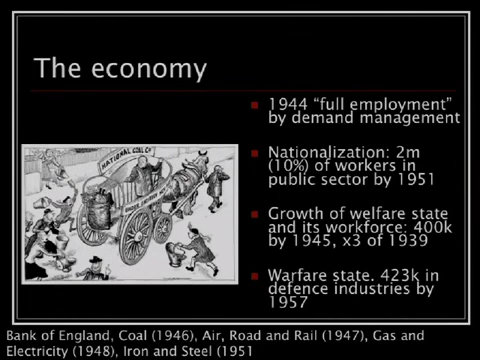 The economy
1944 “full employment”
by demand management
Nationalization: 2m
(10%) of workers in
public sector by 1951
NATIONAL COAL CO
UNDER
Growth of welfare state
and its workforce: 400k
by 1945, x3 of 1939
Warfare state. 423k in
defence industries by
1957
Bank of England, Coal (1946), Air, Road and Rail (1947), Gas and
Electricity (1948), Iron and Steel (1951